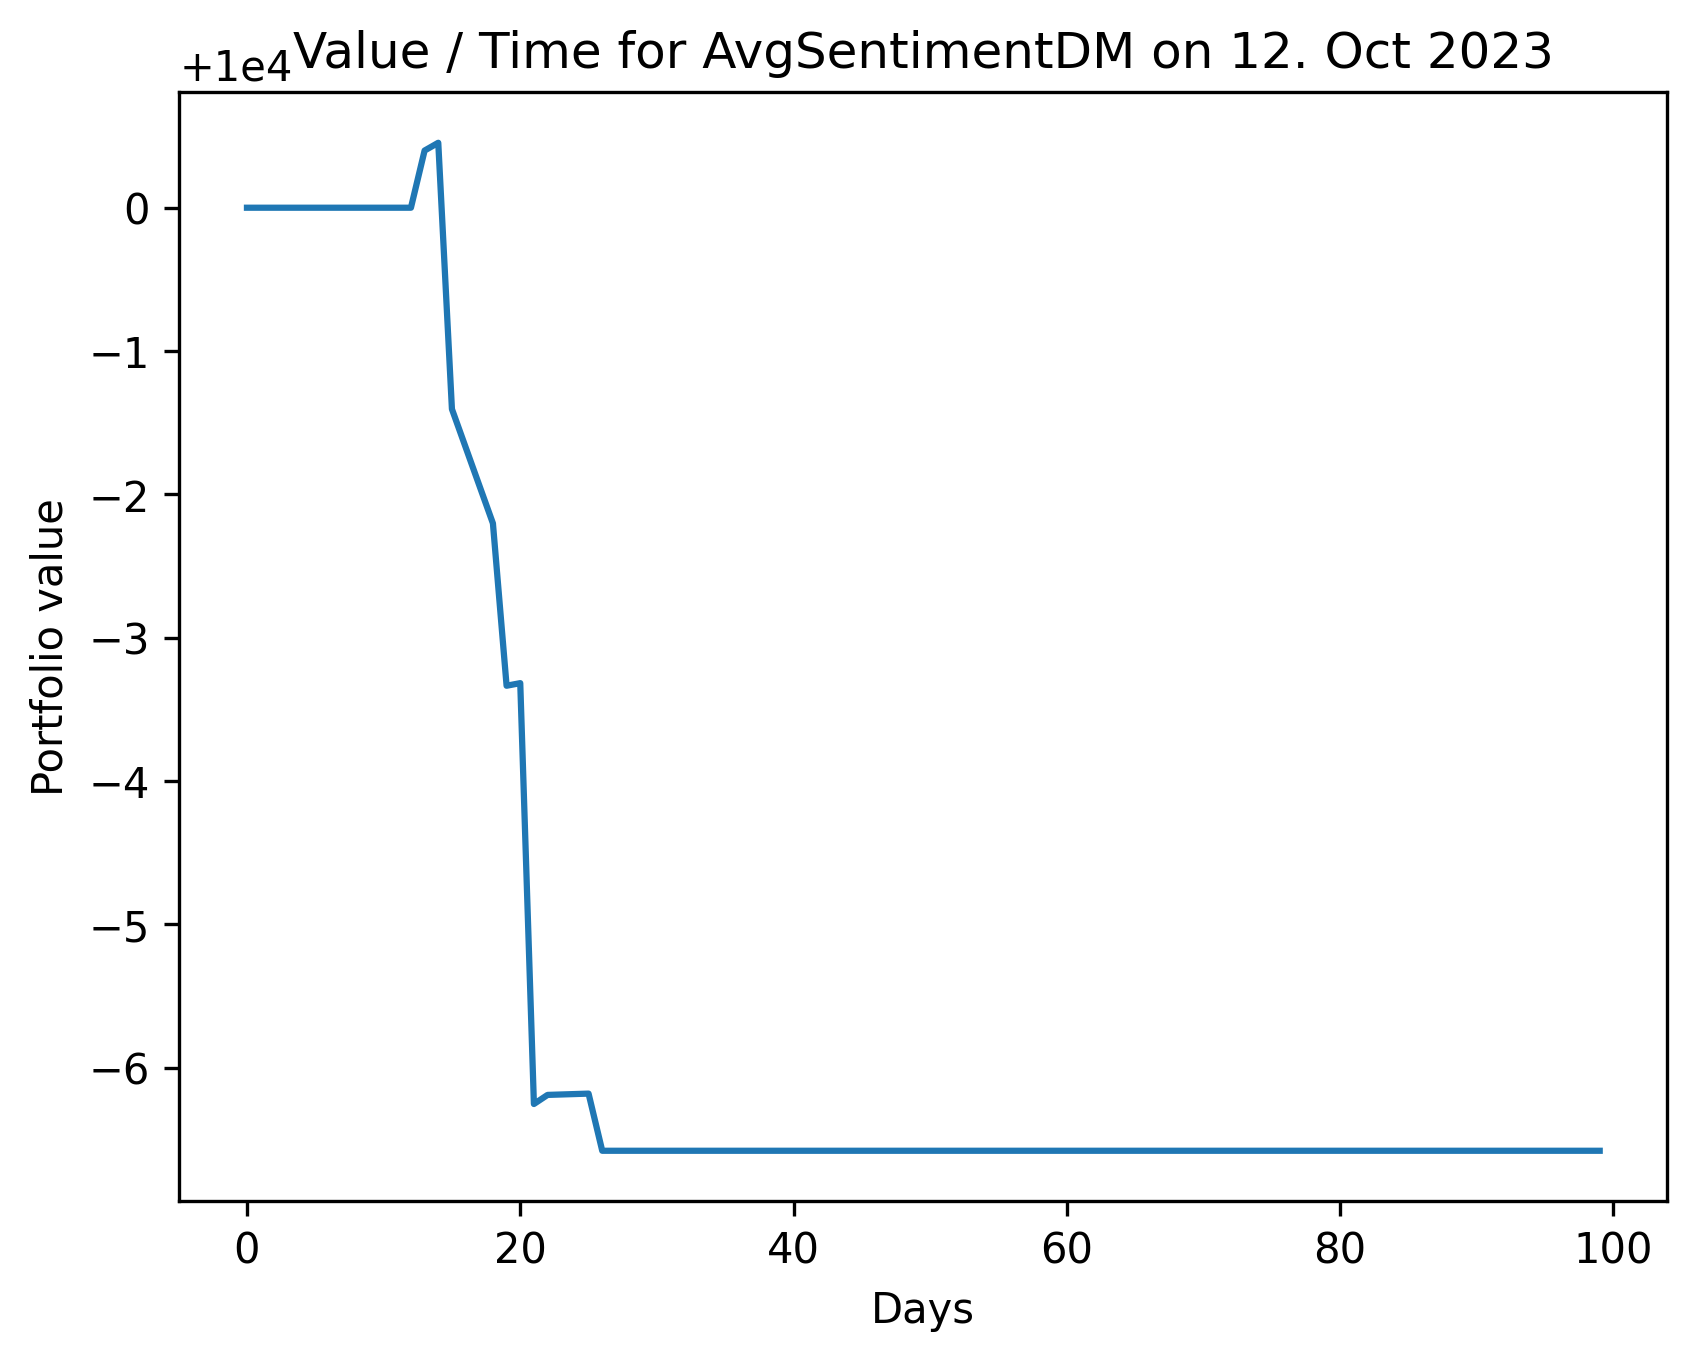 Value / Time for AvgSentimentDM on 12. Oct 2023
+1e4
0
−1
−2
−3
−4
−5
−6
Portfolio value
0 20 40 60 80 100
Days